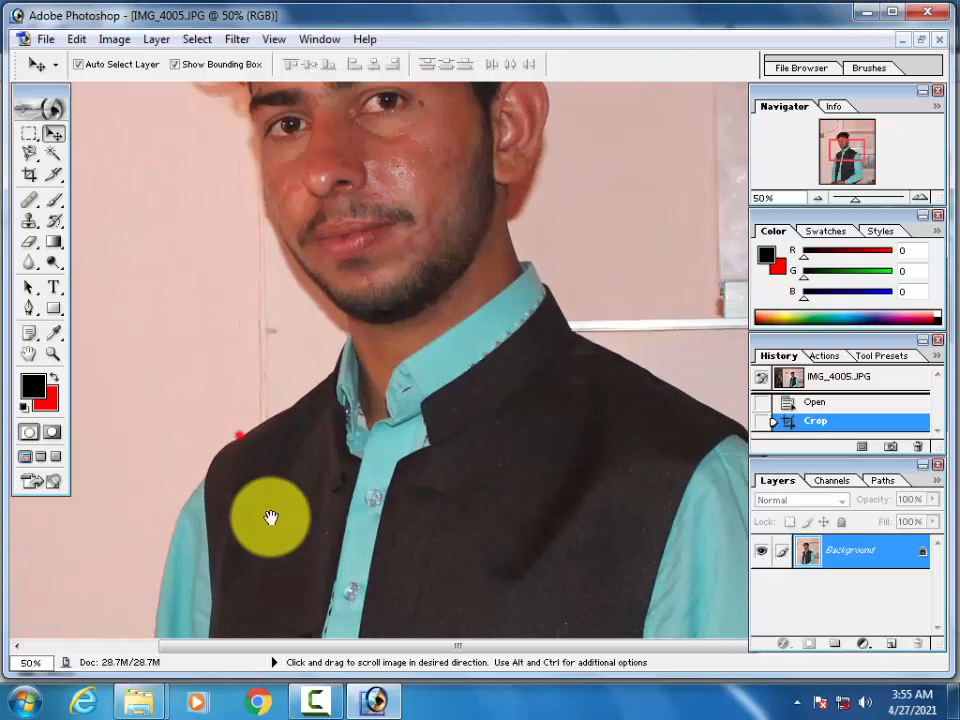 Adobe Photoshop - [IMG_4005.JPG @ 50% (RGB)]
File Edit Image Layer Select Filter View Window Help
Auto Select Layer Show Bounding Box File Browser Brushes
Navigator Info
50%
Color Swatches Styles
R 0
G 0
B 0
History Actions Tool Presets
IMG_4005.JPG
Open
Crop
Layers Channels Paths
Normal Opacity: 100%
Lock: Fill: 100%
Background
50% Doc: 28.7M/28.7M Click and drag to scroll image in desired direction. Use Alt and Ctrl for additional options
3:55 AM
4/27/2021